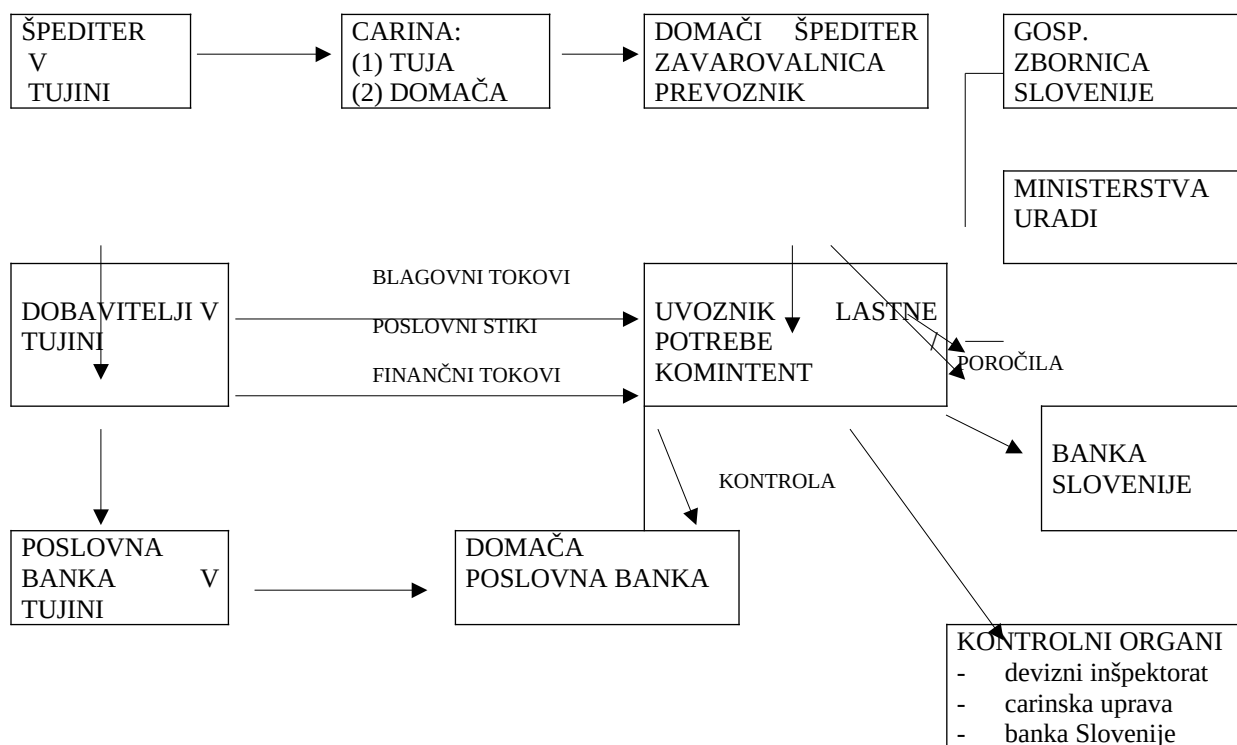 ŠPEDITER
V
TUJINI
CARINA:
(1) TUJA
(2) DOMAČA
DOMAČI ŠPEDITER
ZAVAROVALNICA
PREVOZNIK
GOSP.
ZBORNICA
SLOVENIJE
MINISTERSTVA
URADI
DOBAVITELJI V
TUJINI
BLAGOVNI TOKOVI
POSLOVNI STIKI
FINANČNI TOKOVI
UVOZNIK LASTNE
POTREBE /
KOMINTENT
POROČILA
BANKA
SLOVENIJE
KONTROLA
POSLOVNA
BANKA V
TUJINI
DOMAČA
POSLOVNA BANKA
KONTROLNI ORGANI
- devizni inšpektorat
- carinska uprava
- banka Slovenije